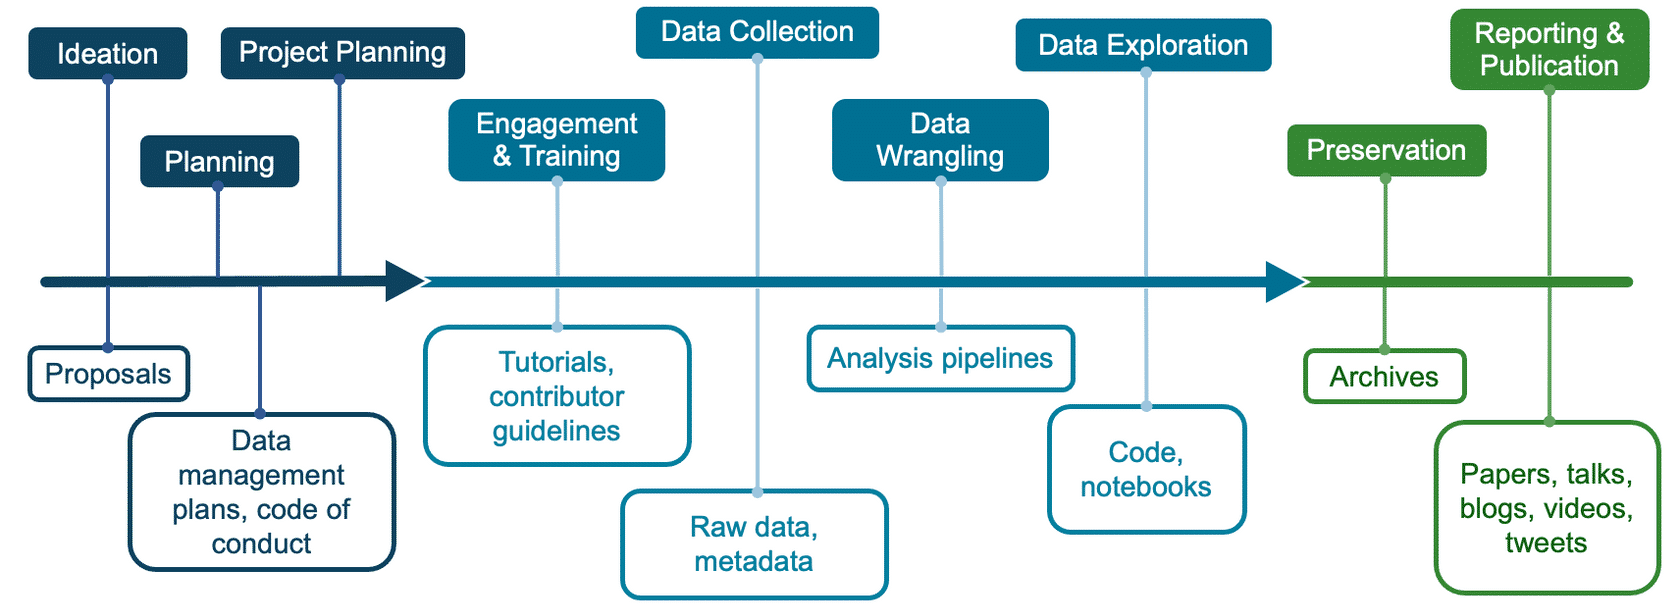 Ideation
Project Planning
Planning
Engagement
& Training
Data Collection
Data
Wrangling
Data Exploration
Preservation
Reporting &
Publication
Proposals
Data
management
plans, code of
conduct
Tutorials,
contributor
guidelines
Raw data,
metadata
Analysis pipelines
Code,
notebooks
Archives
Papers, talks,
blogs, videos,
tweets